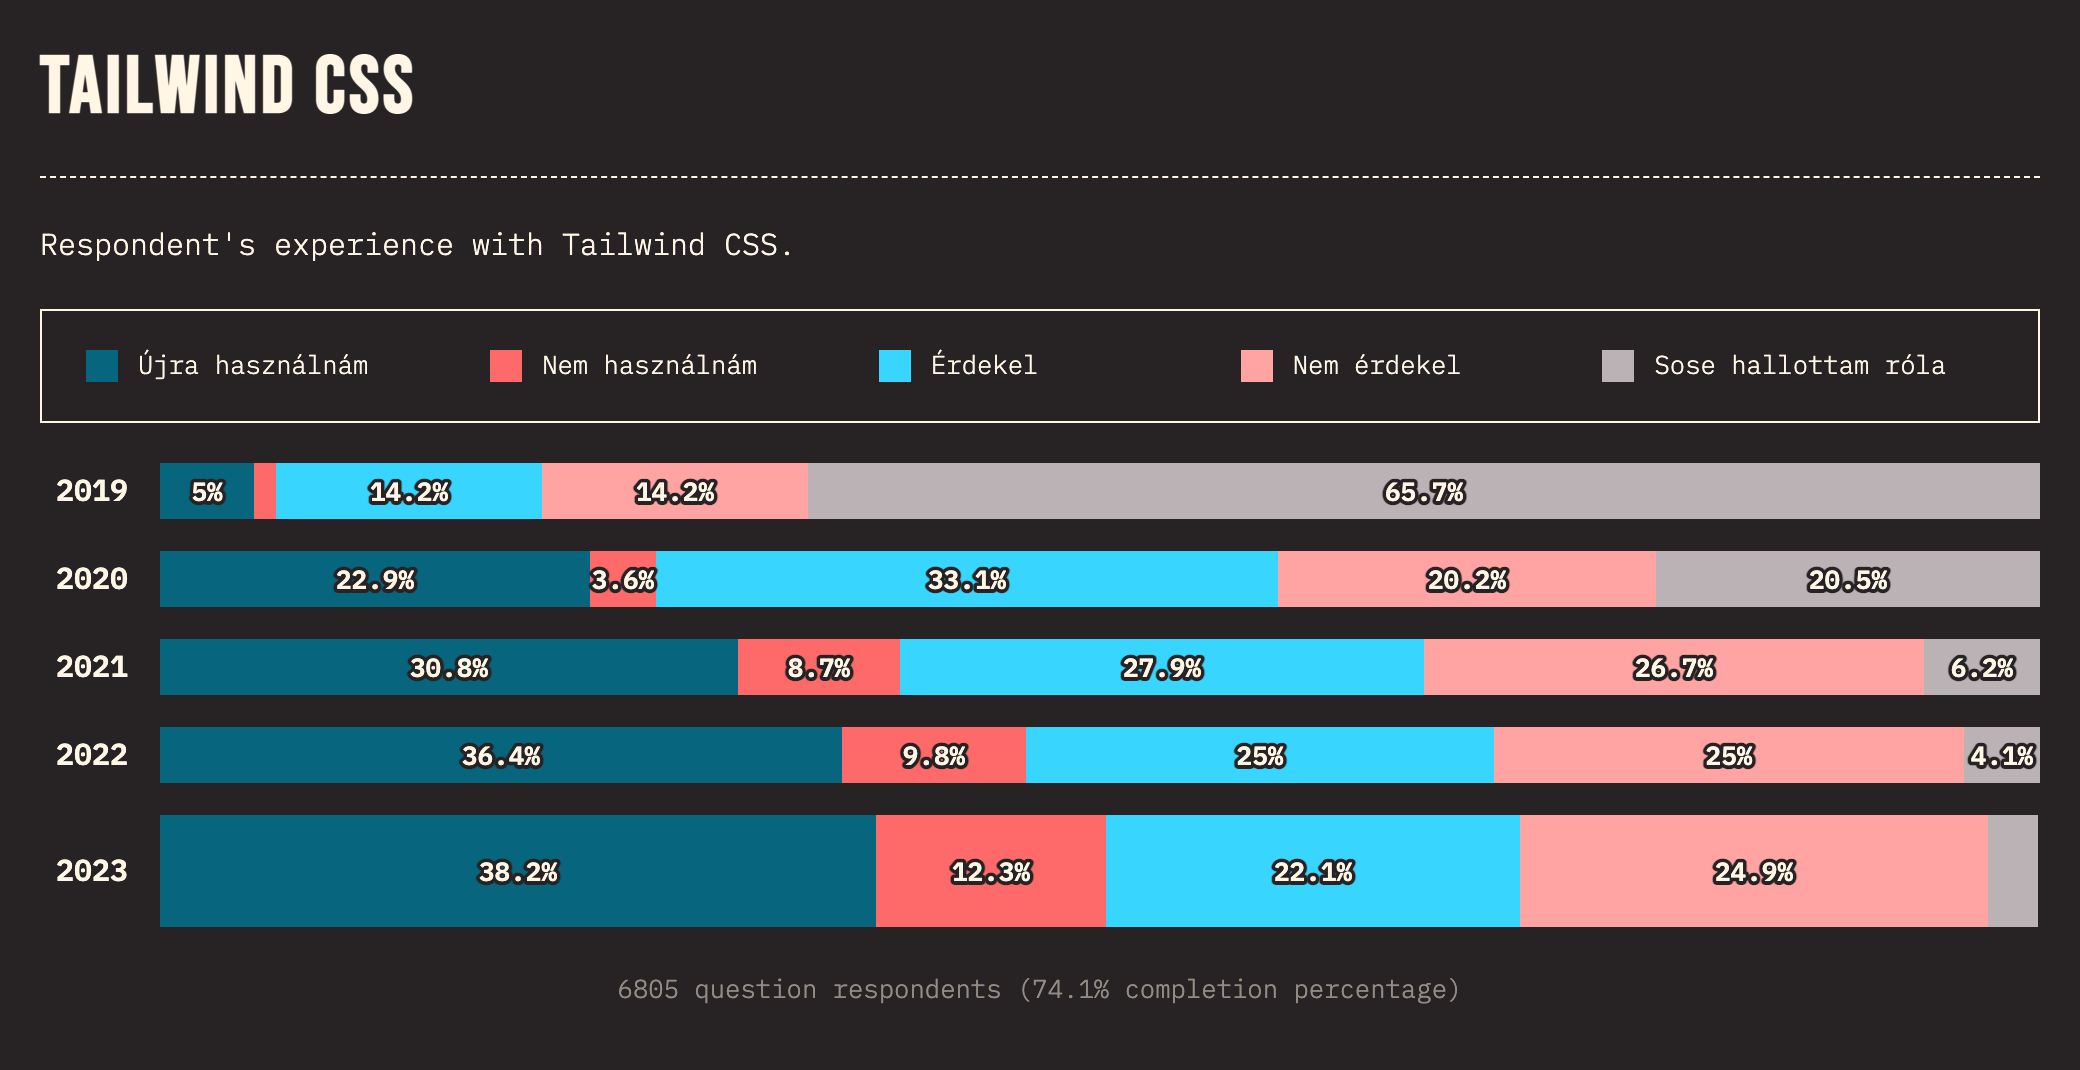 TAILWIND CSS
Respondent's experience with Tailwind CSS.
Újra használnám Nem használnám Érdekel Nem érdekel Sose hallottam róla
2019 5% 14.2% 14.2% 65.7%
2020 22.9% 3.6% 33.1% 20.2% 20.5%
2021 30.8% 8.7% 27.9% 26.7% 6.2%
2022 36.4% 9.8% 25% 25% 4.1%
2023 38.2% 12.3% 22.1% 24.9%
6805 question respondents (74.1% completion percentage)